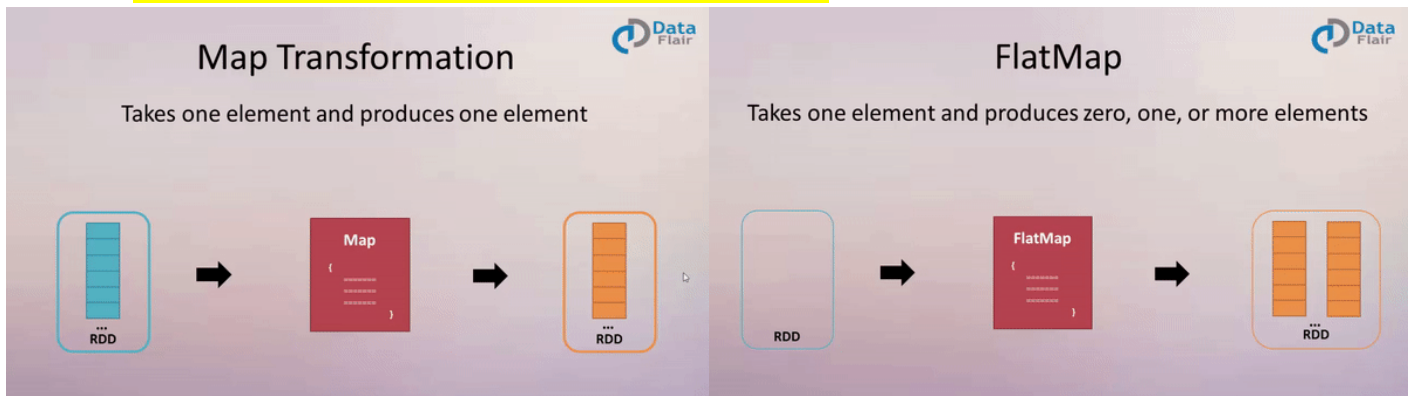 Data
Flair
Map Transformation
Takes one element and produces one element
Map
{
=======
=======
=======
}
...
RDD
...
RDD
Data
Flair
FlatMap
Takes one element and produces zero, one, or more elements
RDD
FlatMap
{
=======
=======
=======
}
...
RDD